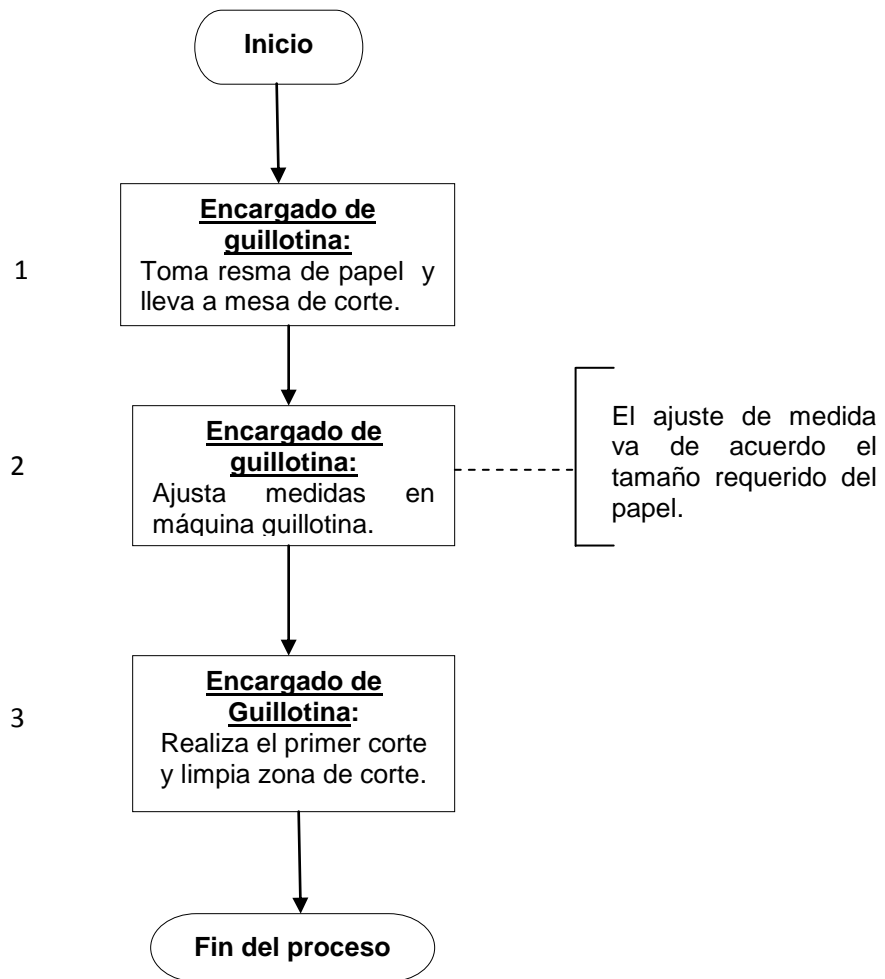 Inicio
1
Encargado de
guillotina:
Toma resma de papel y
lleva a mesa de corte.
2
Encargado de
guillotina:
Ajusta medidas en
máquina guillotina.
El ajuste de medida
va de acuerdo el
tamaño requerido del
papel.
3
Encargado de
Guillotina:
Realiza el primer corte
y limpia zona de corte.
Fin del proceso